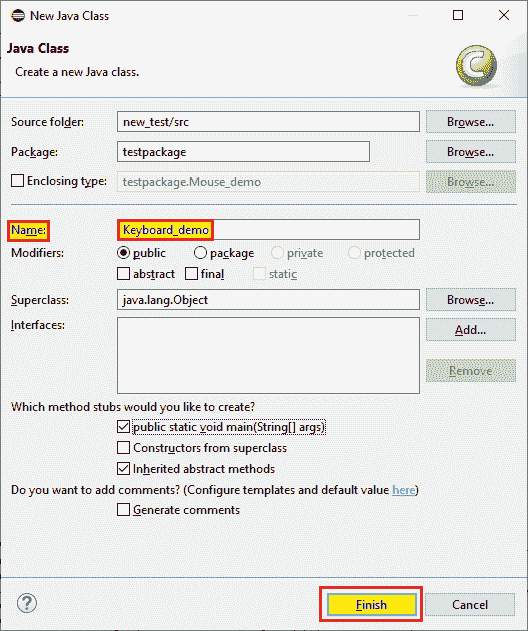 New Java Class
Java Class
Create a new Java class.
C
Source folder: new_test/src Browse...
Package: testpackage Browse...
Enclosing type: testpackage.Mouse_demo Browse...
Name: Keyboard_demo
Modifiers: public package private protected
abstract final static
Superclass: java.lang.Object Browse...
Interfaces: Add...
Remove
Which method stubs would you like to create?
public static void main(String[] args)
Constructors from superclass
Inherited abstract methods
Do you want to add comments? (Configure templates and default value here)
Generate comments
? Finish Cancel